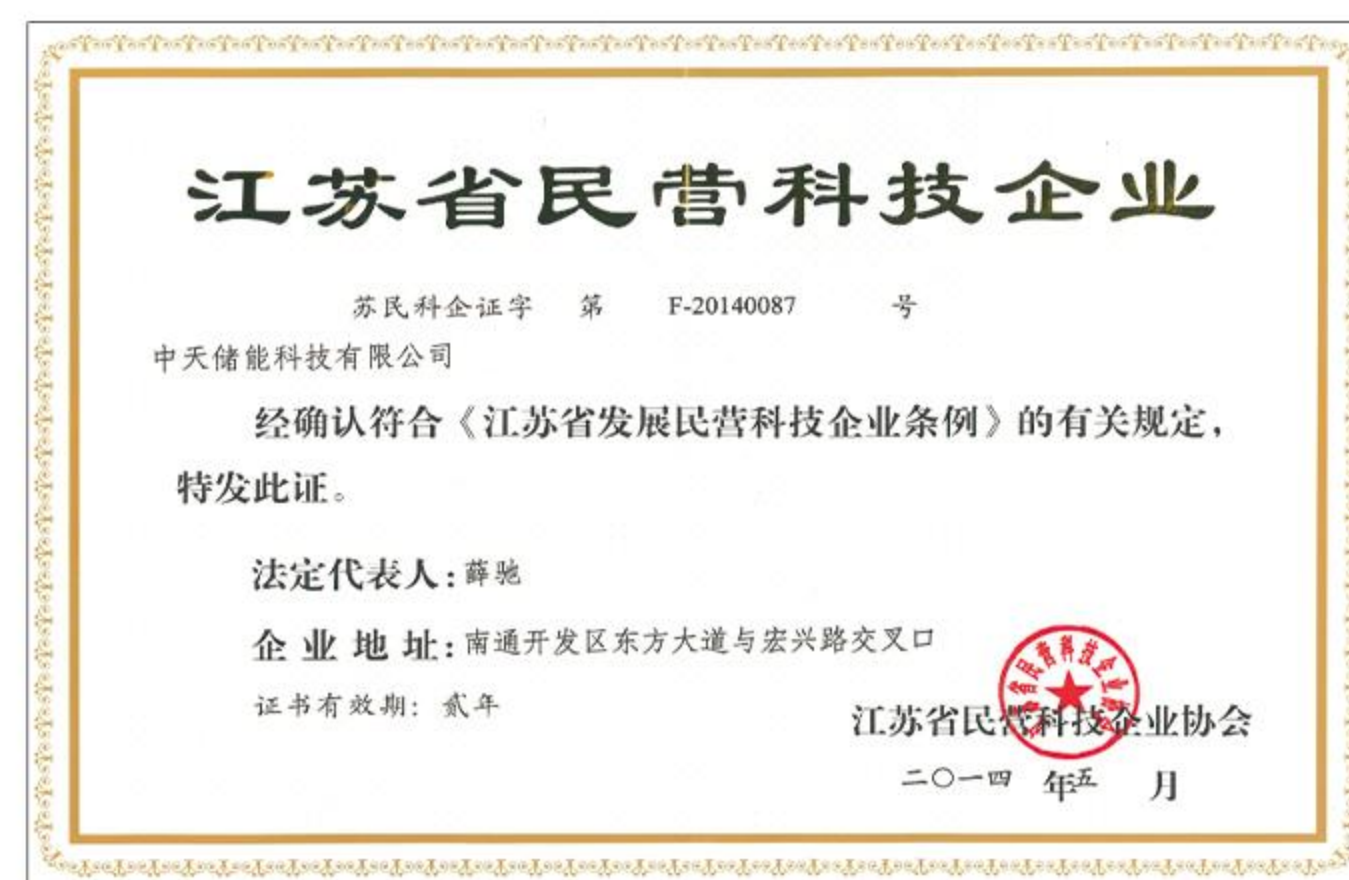 江苏省民营科技企业
苏民科企证字 第 F-20140087 号
中天储能科技有限公司
经确认符合《江苏省发展民营科技企业条例》的有关规定，
特发此证。
法定代表人：薛驰
企业地址：南通开发区东方大道与宏兴路交叉口
证书有效期：贰年
江苏省民营科技企业协会
二〇一四 年五 月